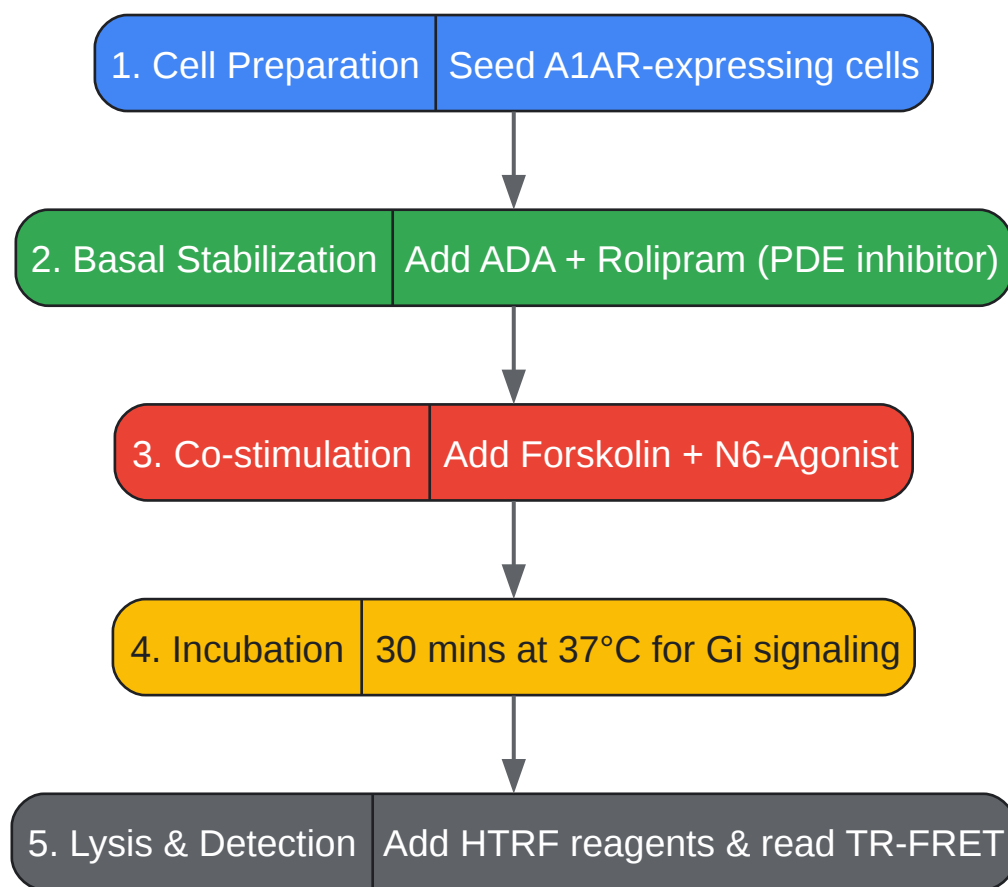 1. Cell Preparation Seed A1AR-expressing cells
2. Basal Stabilization Add ADA + Rolipram (PDE inhibitor)
3. Co-stimulation Add Forskolin + N6-Agonist
4. Incubation 30 mins at 37°C for Gi signaling
5. Lysis & Detection Add HTRF reagents & read TR-FRET